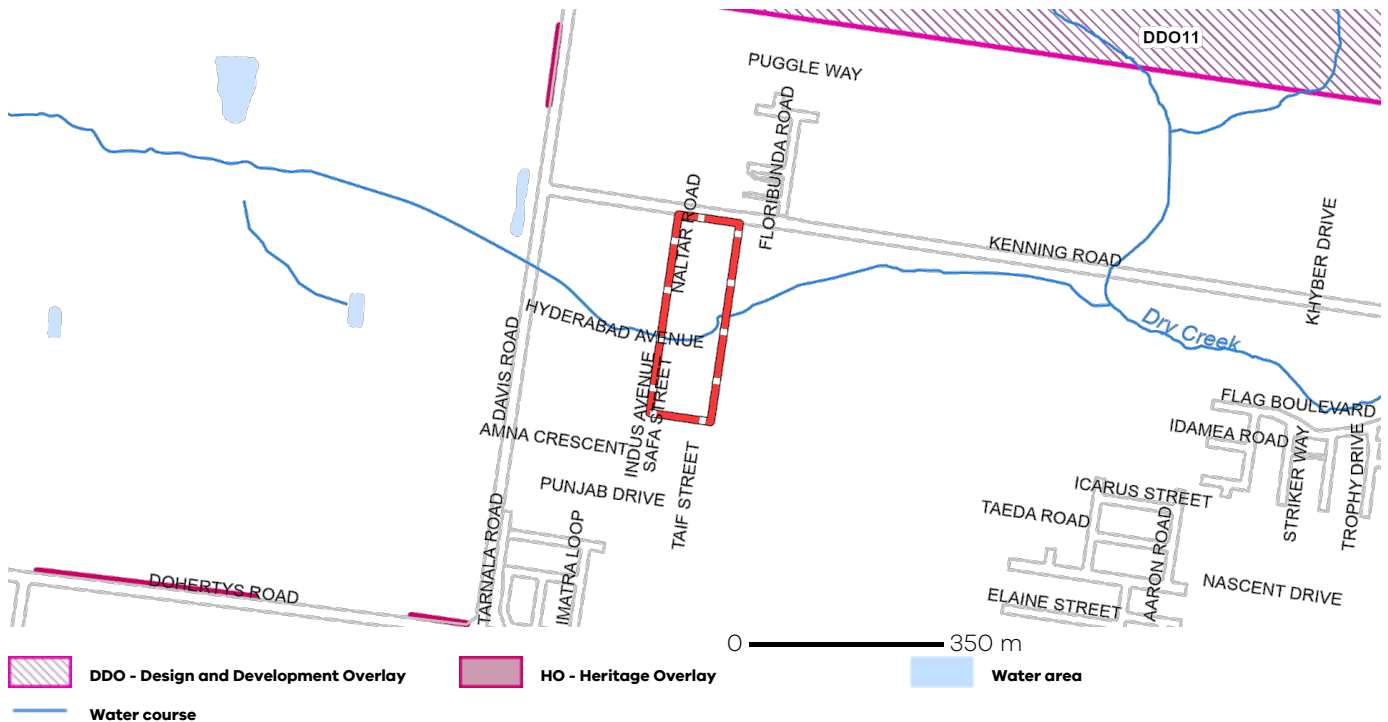 DDO11
PUGGLE WAY
FLORIBUNDA ROAD
NALTAR ROAD
KENNING ROAD
KHYBER DRIVE
HYDERABAD AVENUE
Dry Creek
DAVIS ROAD
INDUS AVENUE
SAFA STREET
AMNA CRESCENT
FLAG BOULEVARD
IDAMEA ROAD
STRIKER WAY
TROPHY DRIVE
PUNJAB DRIVE
TAIF STREET
ICARUS STREET
TAEDA ROAD
AARON ROAD
TARNALA ROAD
IMATRA LOOP
DOHERTYS ROAD
NASCENT DRIVE
ELAINE STREET
0 350 m
DDO - Design and Development Overlay
HO - Heritage Overlay
Water area
Water course